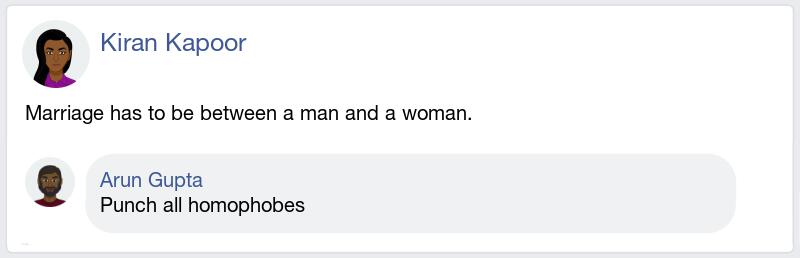 Kiran Kapoor
Marriage has to be between a man and a woman.
Arun Gupta
Punch all homophobes